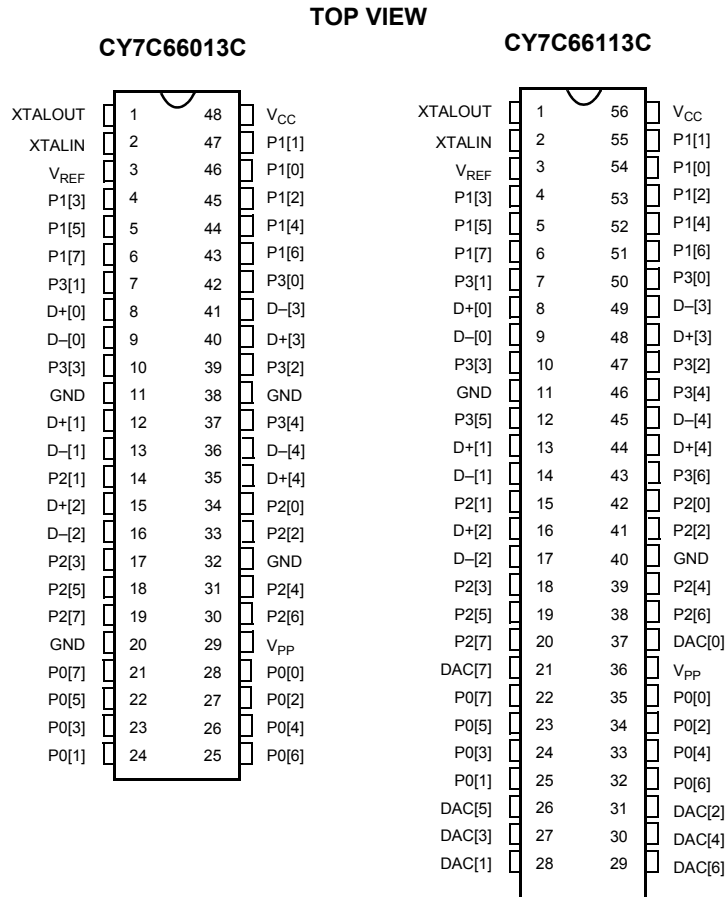 TOP VIEW
CY7C66013C
XTALOUT 1 48 VCC
XTALIN 2 47 P1[1]
VREF 3 46 P1[0]
P1[3] 4 45 P1[2]
P1[5] 5 44 P1[4]
P1[7] 6 43 P1[6]
P3[1] 7 42 P3[0]
D+[0] 8 41 D–[3]
D–[0] 9 40 D+[3]
P3[3] 10 39 P3[2]
GND 11 38 GND
D+[1] 12 37 P3[4]
D–[1] 13 36 D–[4]
P2[1] 14 35 D+[4]
D+[2] 15 34 P2[0]
D–[2] 16 33 P2[2]
P2[3] 17 32 GND
P2[5] 18 31 P2[4]
P2[7] 19 30 P2[6]
GND 20 29 VPP
P0[7] 21 28 P0[0]
P0[5] 22 27 P0[2]
P0[3] 23 26 P0[4]
P0[1] 24 25 P0[6]
CY7C66113C
XTALOUT 1 56 VCC
XTALIN 2 55 P1[1]
VREF 3 54 P1[0]
P1[3] 4 53 P1[2]
P1[5] 5 52 P1[4]
P1[7] 6 51 P1[6]
P3[1] 7 50 P3[0]
D+[0] 8 49 D–[3]
D–[0] 9 48 D+[3]
P3[3] 10 47 P3[2]
GND 11 46 P3[4]
P3[5] 12 45 D–[4]
D+[1] 13 44 D+[4]
D–[1] 14 43 P3[6]
P2[1] 15 42 P2[0]
D+[2] 16 41 P2[2]
D–[2] 17 40 GND
P2[3] 18 39 P2[4]
P2[5] 19 38 P2[6]
P2[7] 20 37 DAC[0]
DAC[7] 21 36 VPP
P0[7] 22 35 P0[0]
P0[5] 23 34 P0[2]
P0[3] 24 33 P0[4]
P0[1] 25 32 P0[6]
DAC[5] 26 31 DAC[2]
DAC[3] 27 30 DAC[4]
DAC[1] 28 29 DAC[6]